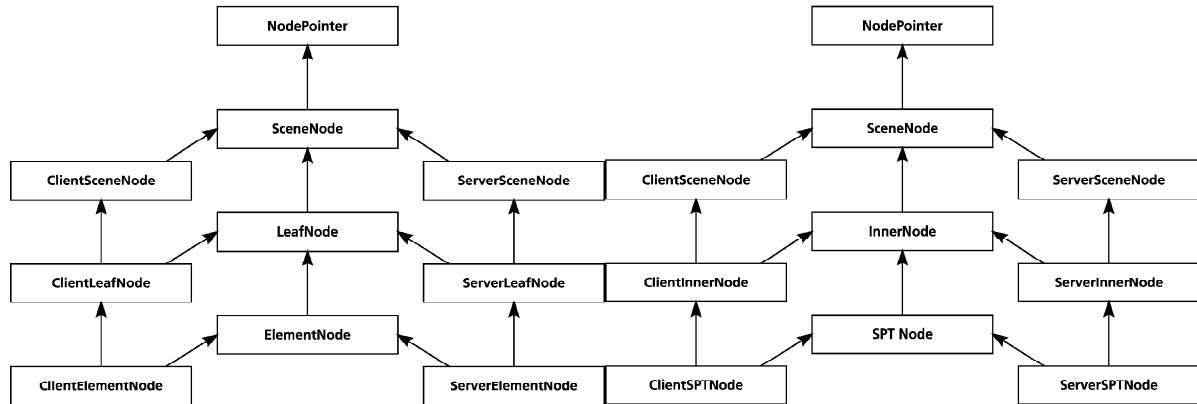 NodePointer
SceneNode
ClientSceneNode
ServerSceneNode
LeafNode
ClientLeafNode
ServerLeafNode
ElementNode
ClientElementNode
ServerElementNode
NodePointer
SceneNode
ClientSceneNode
ServerSceneNode
InnerNode
ClientInnerNode
ServerInnerNode
SPT Node
ClientSPTNode
ServerSPTNode